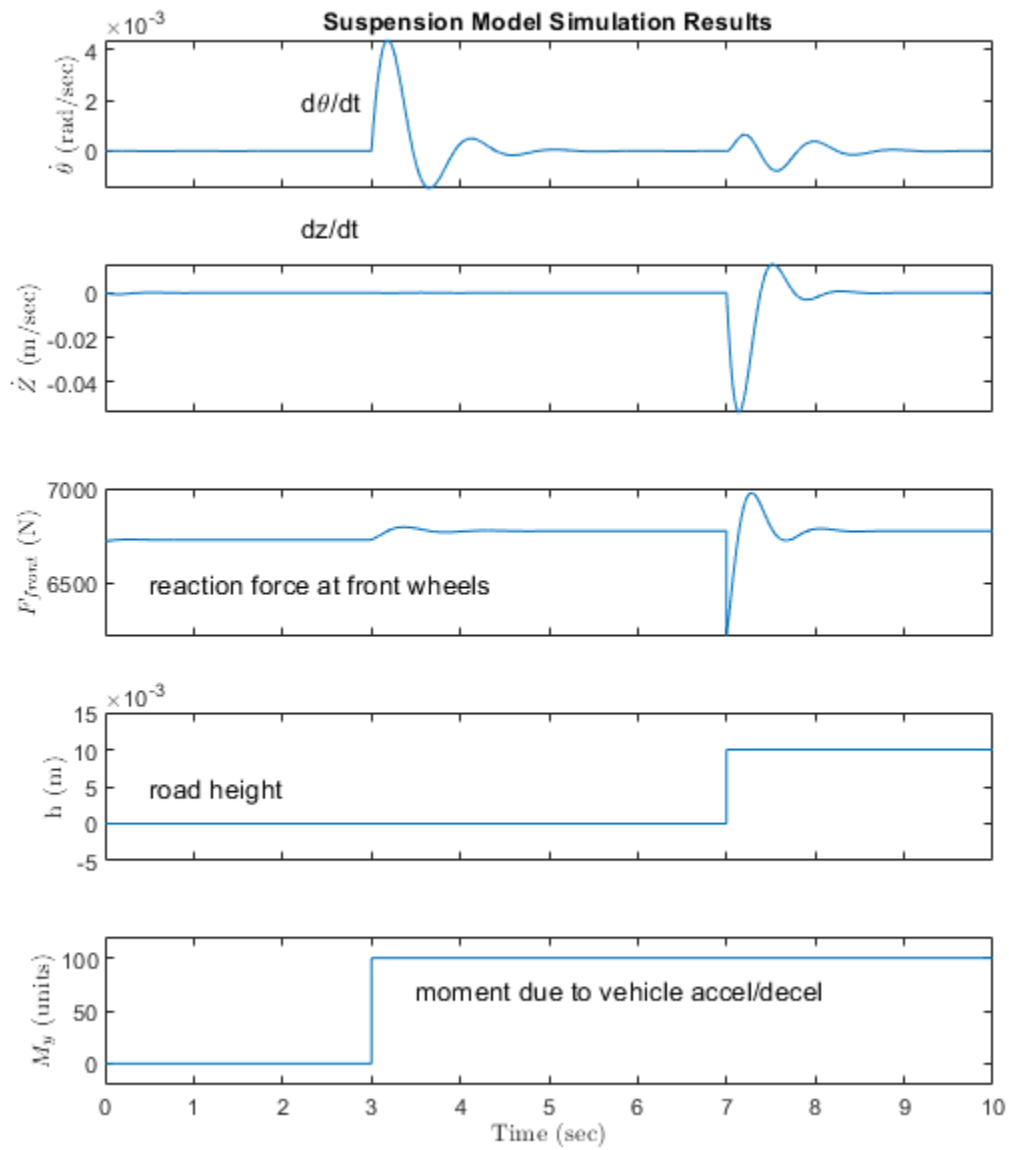 Suspension Model Simulation Results
×10⁻³
4
2
0
θ̇ (rad/sec)
dθ/dt
dz/dt
0
-0.02
-0.04
Ż (m/sec)
7000
6500
F_front (N)
reaction force at front wheels
×10⁻³
15
10
5
0
-5
h (m)
road height
100
50
0
M_y (units)
moment due to vehicle accel/decel
0 1 2 3 4 5 6 7 8 9 10
Time (sec)